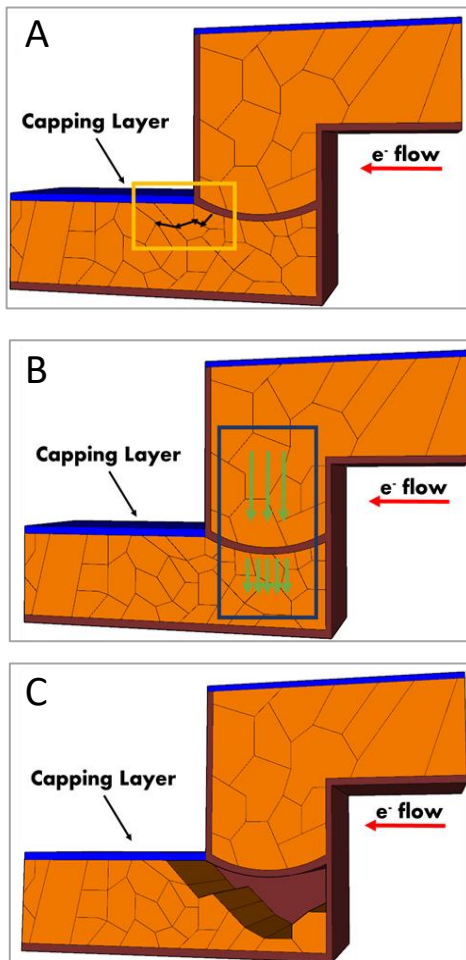 A
Capping Layer
e- flow
B
Capping Layer
e- flow
C
Capping Layer
e- flow